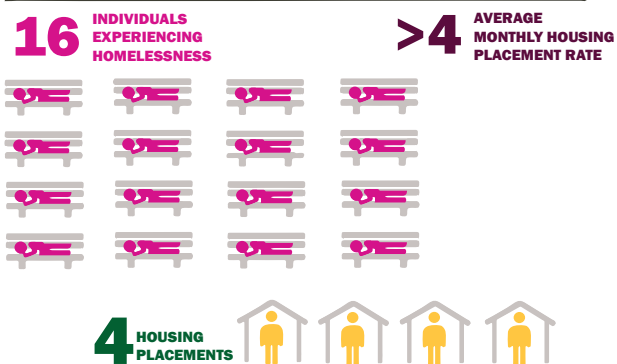 16 INDIVIDUALS
EXPERIENCING
HOMELESSNESS
>4 AVERAGE
MONTHLY HOUSING
PLACEMENT RATE
4 HOUSING
PLACEMENTS